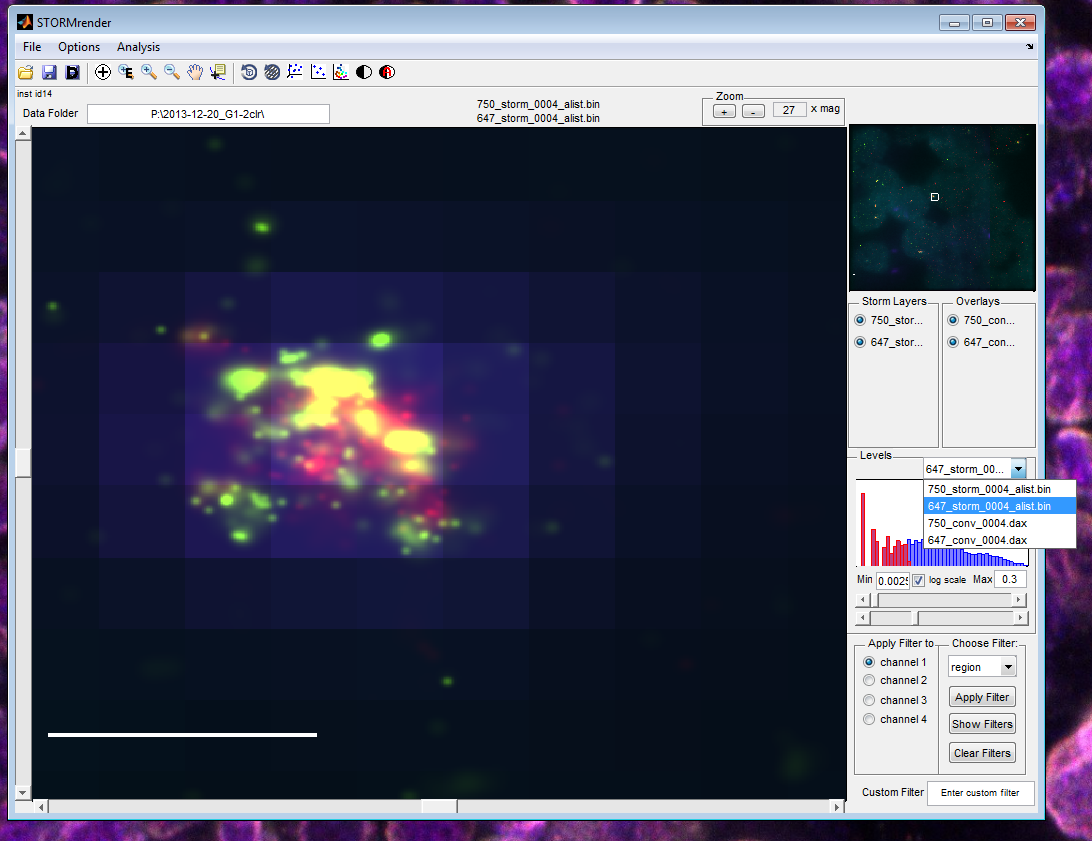 STORMrender
File Options Analysis
inst id14
Data Folder P:\2013-12-20_G1-2clr\
750_storm_0004_alist.bin
647_storm_0004_alist.bin
Zoom
+ - 27 x mag
Storm Layers Overlays
750_stor... 750_con...
647_stor... 647_con...
Levels
647_storm_00...
750_storm_0004_alist.bin
647_storm_0004_alist.bin
750_conv_0004.dax
647_conv_0004.dax
Min 0.0025 log scale Max 0.3
Apply Filter to Choose Filter:
channel 1 region
channel 2
channel 3 Apply Filter
channel 4 Show Filters
Clear Filters
Custom Filter Enter custom filter